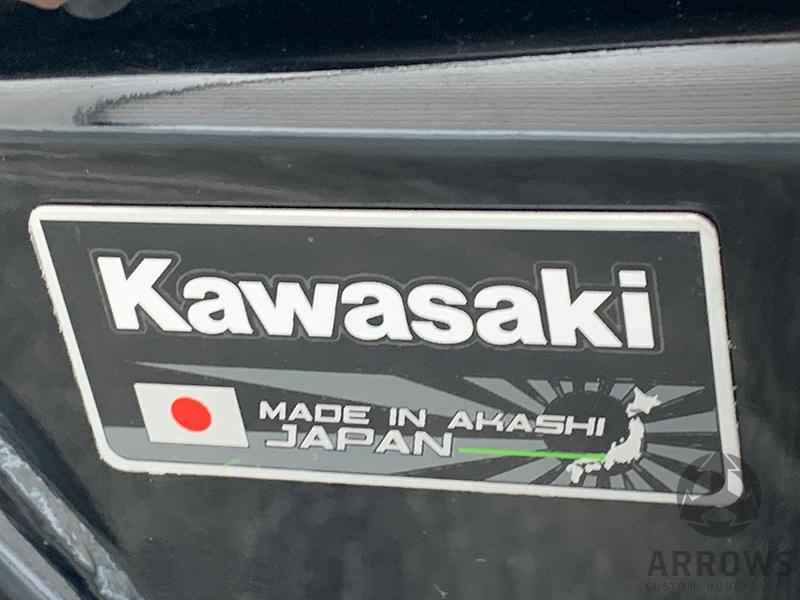 Kawasaki
MADE IN AKASHI
JAPAN
ARROWS
CUSTOM HOBBY SHOP